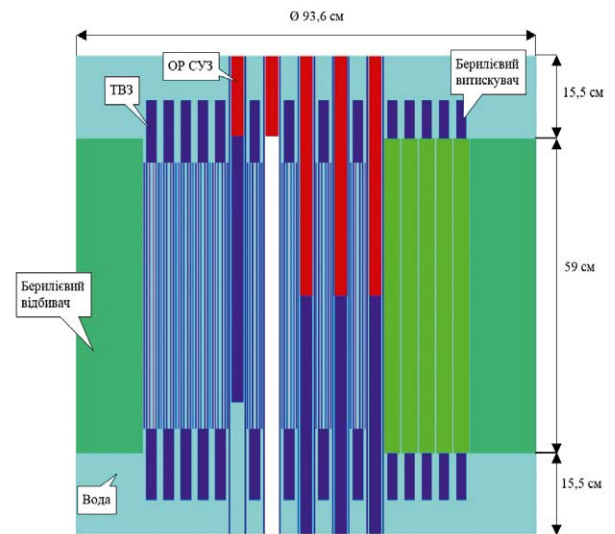 Ø 93,6 см
ОР СУЗ
ТВЗ
Берилієвий
витискувач
15,5 см
59 см
Берилієвий
відбивач
Вода
15,5 см